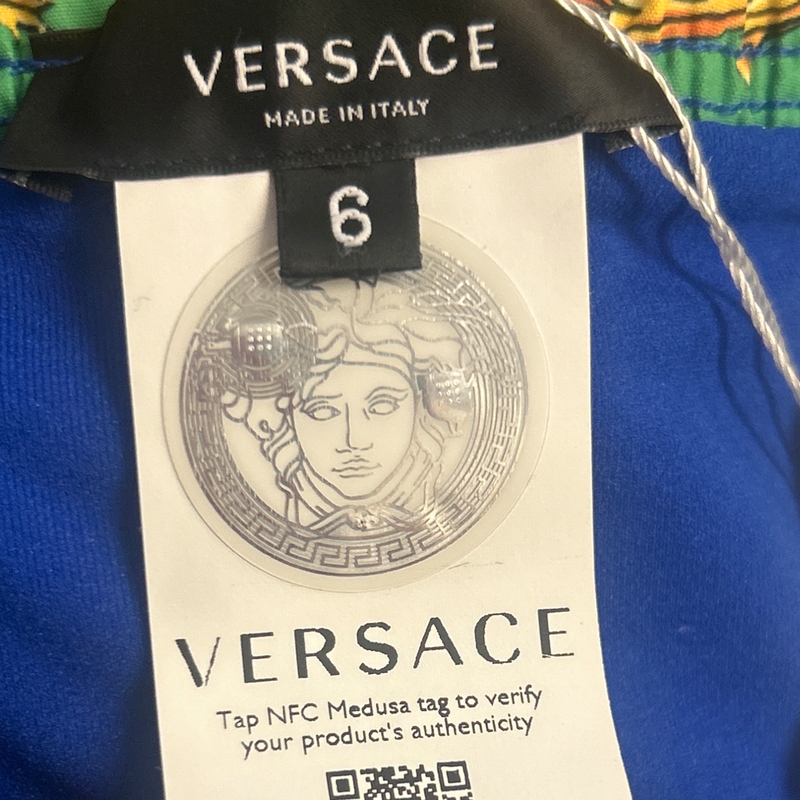 VERSACE
MADE IN ITALY
6
VERSACE
Tap NFC Medusa tag to verify
your product's authenticity